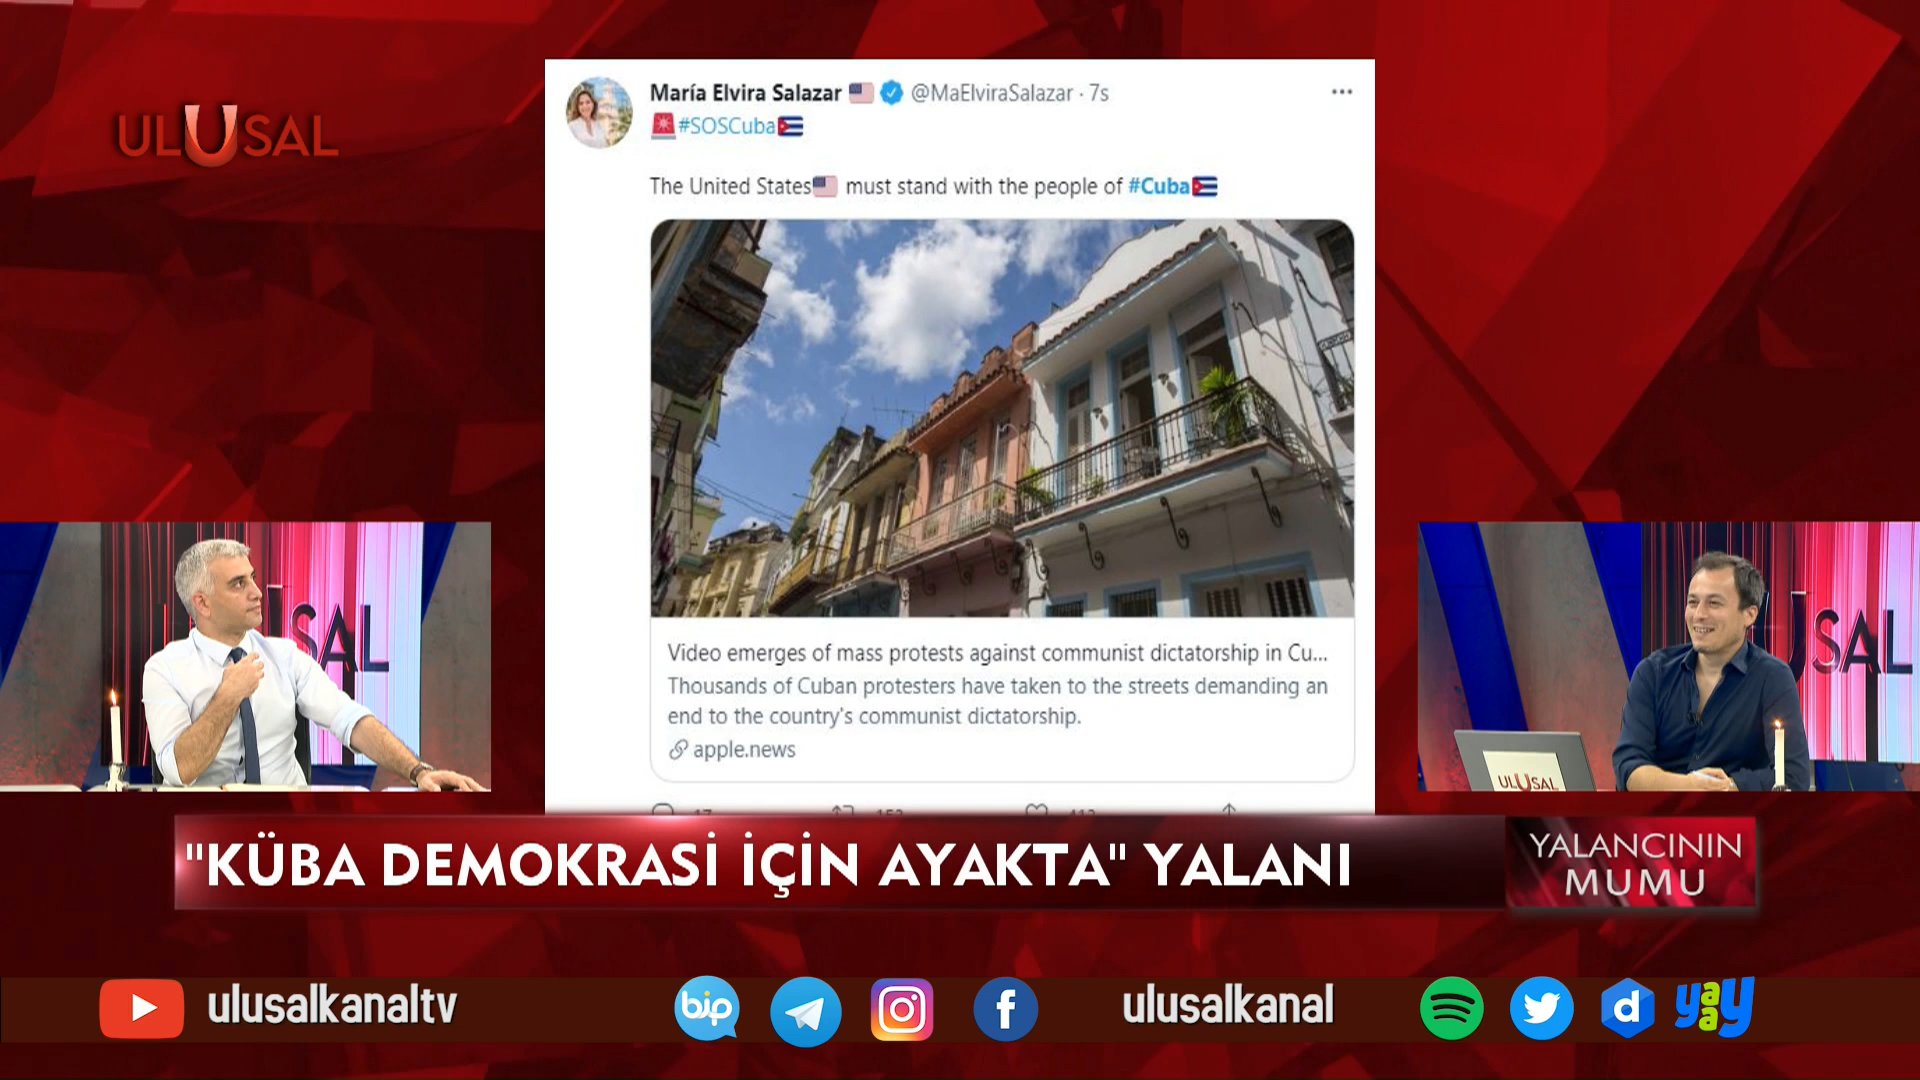 ULUSAL
María Elvira Salazar @MaElviraSalazar · 7s
#SOSCuba
The United States must stand with the people of #Cuba
Video emerges of mass protests against communist dictatorship in Cu...
Thousands of Cuban protesters have taken to the streets demanding an
end to the country's communist dictatorship.
apple.news
USAL
USAL
ULUSAL
"KÜBA DEMOKRASİ İÇİN AYAKTA" YALANI
YALANCININ
MUMU
ulusalkanaltv
bip
f
ulusalkanal
d
yaay